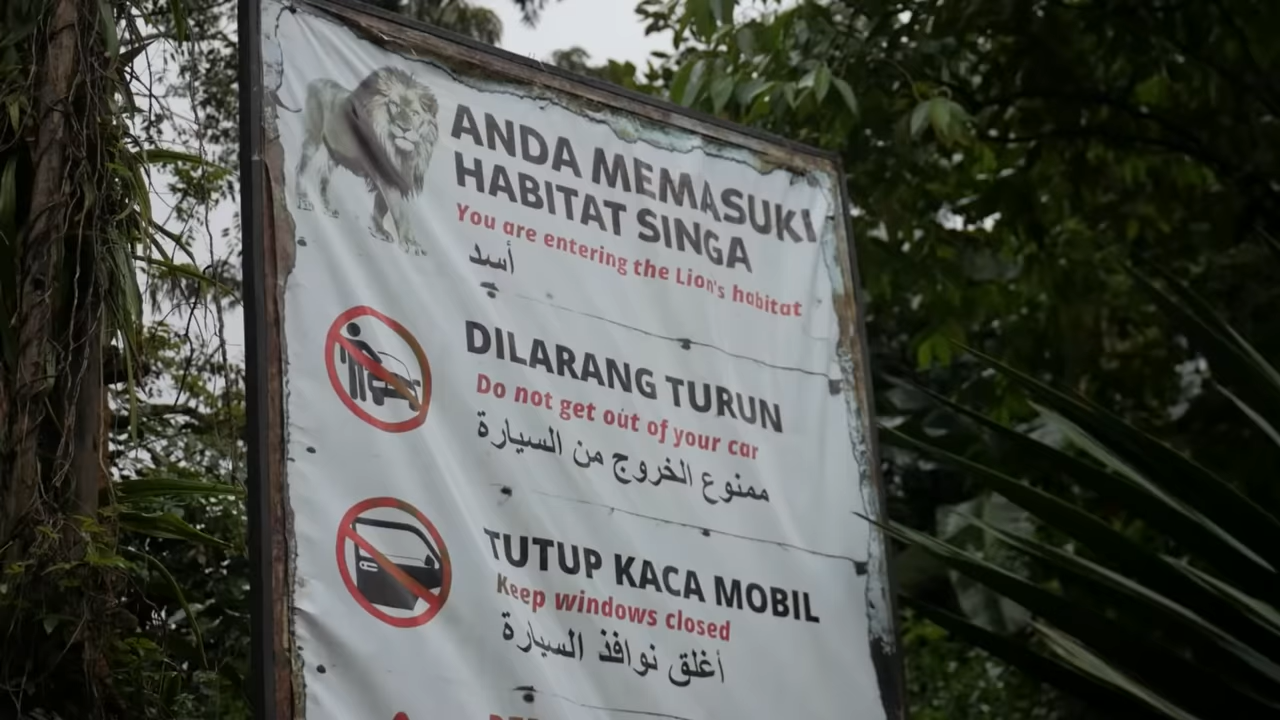 ANDA MEMASUKI
HABITAT SINGA
You are entering the Lion's habitat
أسد
DILARANG TURUN
Do not get out of your car
ممنوع الخروج من السيارة
TUTUP KACA MOBIL
Keep windows closed
أغلق نوافذ السيارة